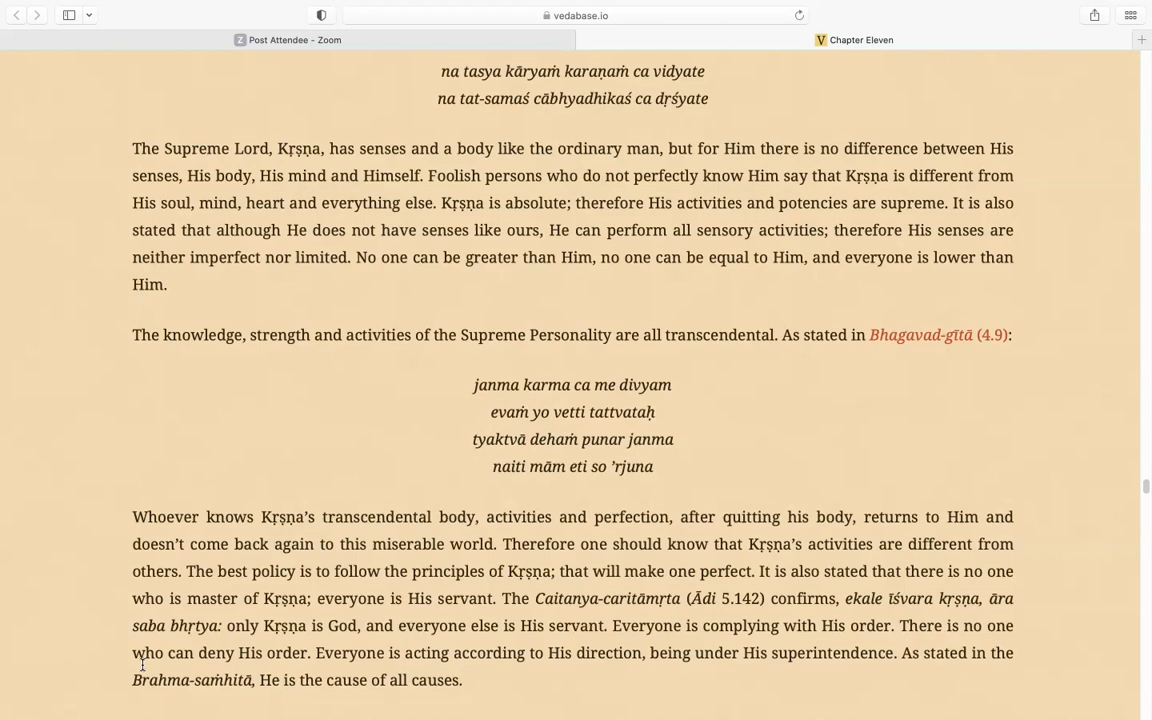 vedabase.io
Post Attendee - Zoom
Chapter Eleven
na tasya kāryaṁ karaṇaṁ ca vidyate
na tat-samaś cābhyadhikaś ca dṛśyate
The Supreme Lord, Kṛṣṇa, has senses and a body like the ordinary man, but for Him there is no difference between His
senses, His body, His mind and Himself. Foolish persons who do not perfectly know Him say that Kṛṣṇa is different from
His soul, mind, heart and everything else. Kṛṣṇa is absolute; therefore His activities and potencies are supreme. It is also
stated that although He does not have senses like ours, He can perform all sensory activities; therefore His senses are
neither imperfect nor limited. No one can be greater than Him, no one can be equal to Him, and everyone is lower than
Him.
The knowledge, strength and activities of the Supreme Personality are all transcendental. As stated in Bhagavad-gītā (4.9):
janma karma ca me divyam
evaṁ yo vetti tattvataḥ
tyaktvā dehaṁ punar janma
naiti mām eti so ’rjuna
Whoever knows Kṛṣṇa’s transcendental body, activities and perfection, after quitting his body, returns to Him and
doesn’t come back again to this miserable world. Therefore one should know that Kṛṣṇa’s activities are different from
others. The best policy is to follow the principles of Kṛṣṇa; that will make one perfect. It is also stated that there is no one
who is master of Kṛṣṇa; everyone is His servant. The Caitanya-caritāmṛta (Ādi 5.142) confirms, ekale īśvara kṛṣṇa, āra
saba bhṛtya: only Kṛṣṇa is God, and everyone else is His servant. Everyone is complying with His order. There is no one
who can deny His order. Everyone is acting according to His direction, being under His superintendence. As stated in the
Brahma-saṁhitā, He is the cause of all causes.